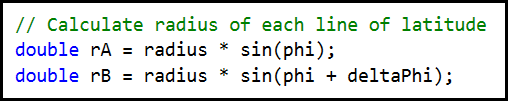 // Calculate radius of each line of latitude
double rA = radius * sin(phi);
double rB = radius * sin(phi + deltaPhi);